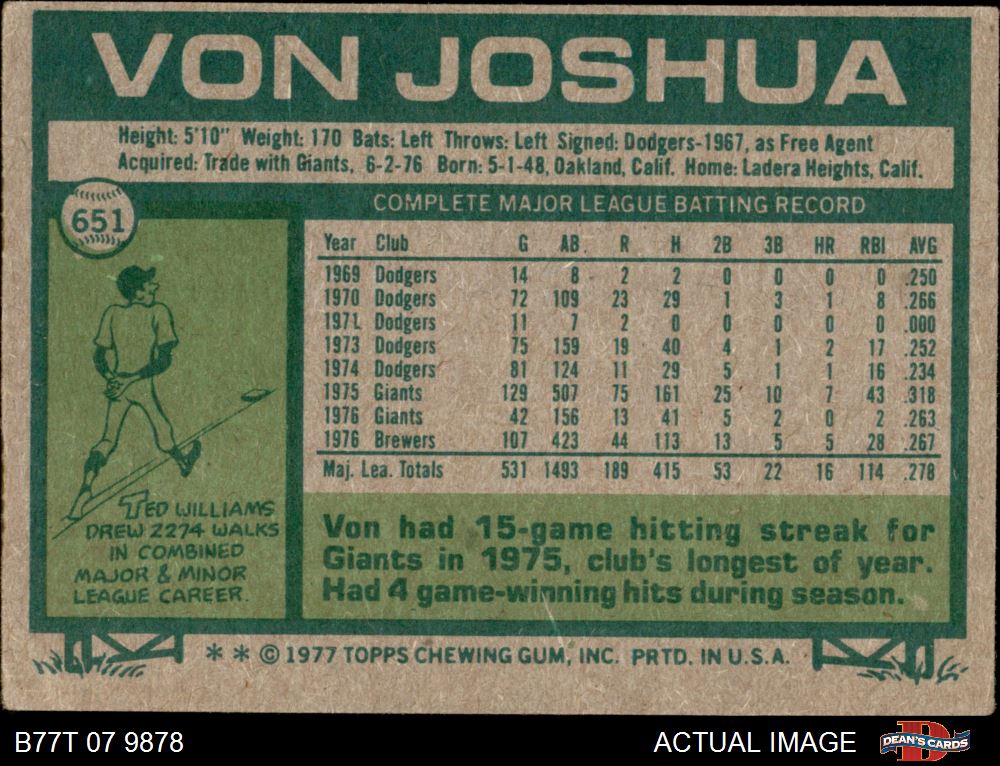 VON JOSHUA
Height: 5'10" Weight: 170 Bats: Left Throws: Left Signed: Dodgers-1967, as Free Agent
Acquired: Trade with Giants, 6-2-76 Born: 5-1-48, Oakland, Calif. Home: Ladera Heights, Calif.
651
COMPLETE MAJOR LEAGUE BATTING RECORD
Year Club G AB R H 2B 3B HR RBI AVG
1969 Dodgers 14 8 2 2 0 0 0 0 .250
1970 Dodgers 72 109 23 29 1 3 1 8 .266
1971 Dodgers 11 7 2 0 0 0 0 0 .000
1973 Dodgers 75 159 19 40 4 1 2 17 .252
1974 Dodgers 81 124 11 29 5 1 1 16 .234
1975 Giants 129 507 75 161 25 10 7 43 .318
1976 Giants 42 156 13 41 5 2 0 2 .263
1976 Brewers 107 423 44 113 13 5 5 28 .267
Maj. Lea. Totals 531 1493 189 415 53 22 16 114 .278
TED WILLIAMS
DREW 2274 WALKS
IN COMBINED
MAJOR & MINOR
LEAGUE CAREER.
Von had 15-game hitting streak for
Giants in 1975, club's longest of year.
Had 4 game-winning hits during season.
** © 1977 TOPPS CHEWING GUM, INC. PRTD. IN U.S.A.
B77T 07 9878
ACTUAL IMAGE
D
DEAN'S CARDS